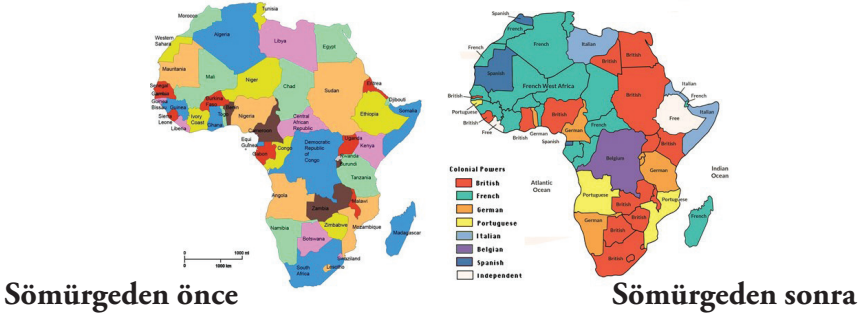 Tunisia
Morocco
Algeria
Western
Sahara
Libya
Egypt
Mauritania
Mali
Niger
Chad
Sudan
Eritrea
Djibouti
Senegal
Gambia
Guinea
Bissau
Guinea
Burkina
Faso
Benin
Togo
Ghana
Ivory
Coast
Sierra
Leone
Liberia
Nigeria
Cameroon
Central
African
Republic
Ethiopia
Somalia
Equi
Guinea
Gabon
Congo
Democratic
Republic
of
Congo
Uganda
Kenya
Rwanda
Burundi
Tanzania
Angola
Zambia
Malawi
Mozambique
Zimbabwe
Namibia
Botswana
Madagascar
Swaziland
Lesotho
South
Africa
0 1000 mi
0 1000 km
Sömürgeden önce
Spanish
French
French
French
Italian
British
British
Spanish
French West Africa
British
Italian
French
British
Portuguese
British
Free
British
German
German
Spanish
French
Free
Italian
British
Belgian
German
Indian
Ocean
Atlantic
Ocean
Portuguese
British
Portuguese
British
German
British
British
French
Colonial Powers
British
French
German
Portuguese
Italian
Belgian
Spanish
Independent
Sömürgeden sonra